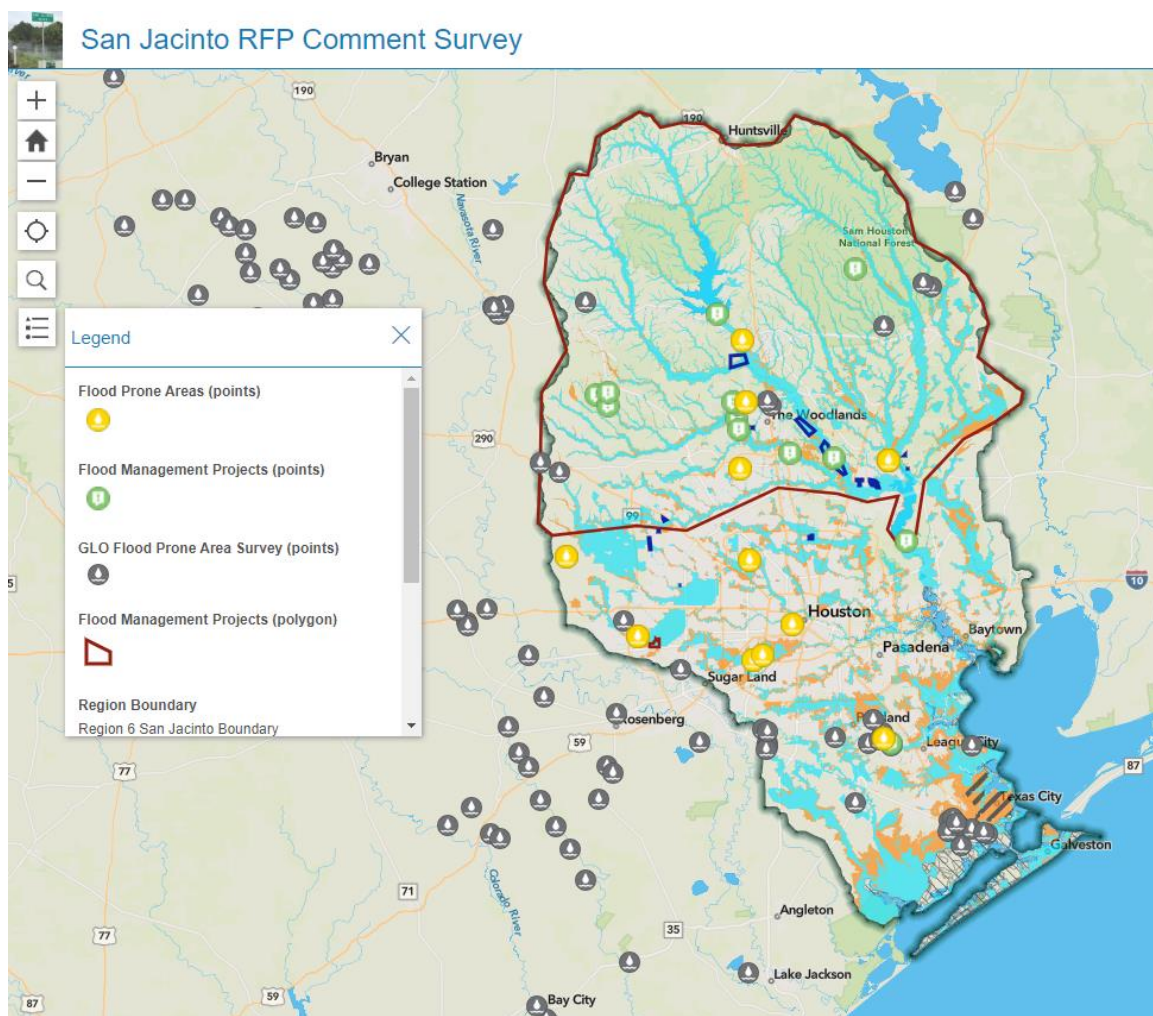 San Jacinto RFP Comment Survey
190
190
Huntsville
Bryan
College Station
Navasota River
Sam Houston
National Forest
Legend
Flood Prone Areas (points)
Flood Management Projects (points)
GLO Flood Prone Area Survey (points)
Flood Management Projects (polygon)
Region Boundary
Region 6 San Jacinto Boundary
290
The Woodlands
99
10
Houston
Baytown
Pasadena
Sugar Land
Rosenberg
59
League City
87
77
Texas City
Galveston
71
Colorado River
Angleton
35
77
Lake Jackson
59
Bay City
87